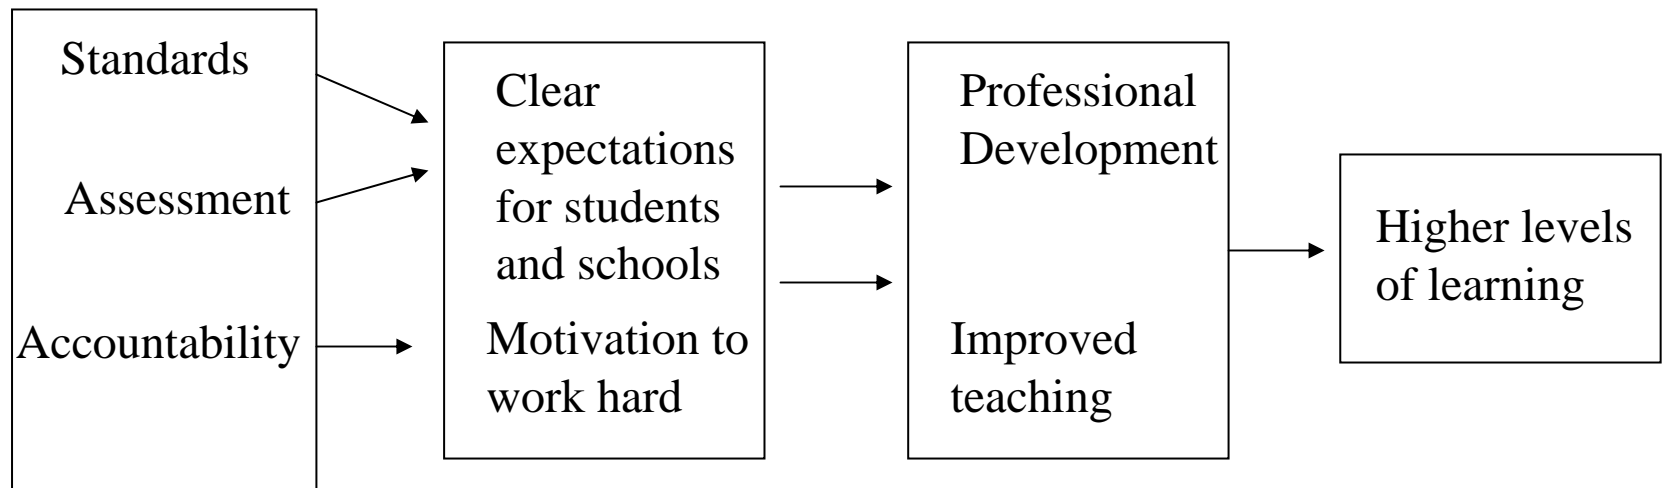 Standards
Assessment
Accountability
Clear
expectations
for students
and schools
Motivation to
work hard
Professional
Development
Improved
teaching
Higher levels
of learning